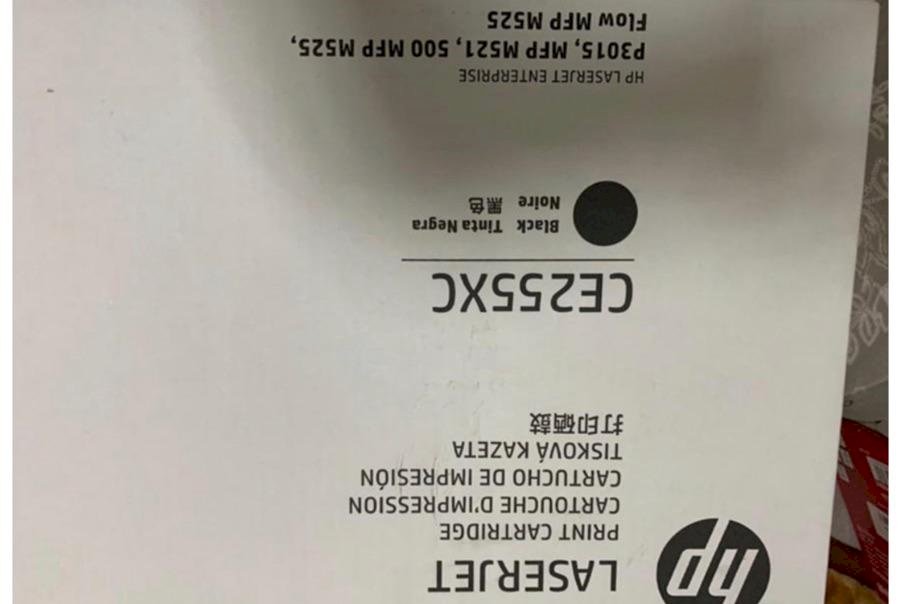 hp
LASERJET
PRINT CARTRIDGE
CARTOUCHE D'IMPRESSION
CARTUCHO DE IMPRESIÓN
TISKOVÁ KAZETA
打印硒鼓
CE255XC
Black Tinta Negra
Noire 黑色
HP LASERJET ENTERPRISE
P3015, MFP M521, 500 MFP M525,
Flow MFP M525